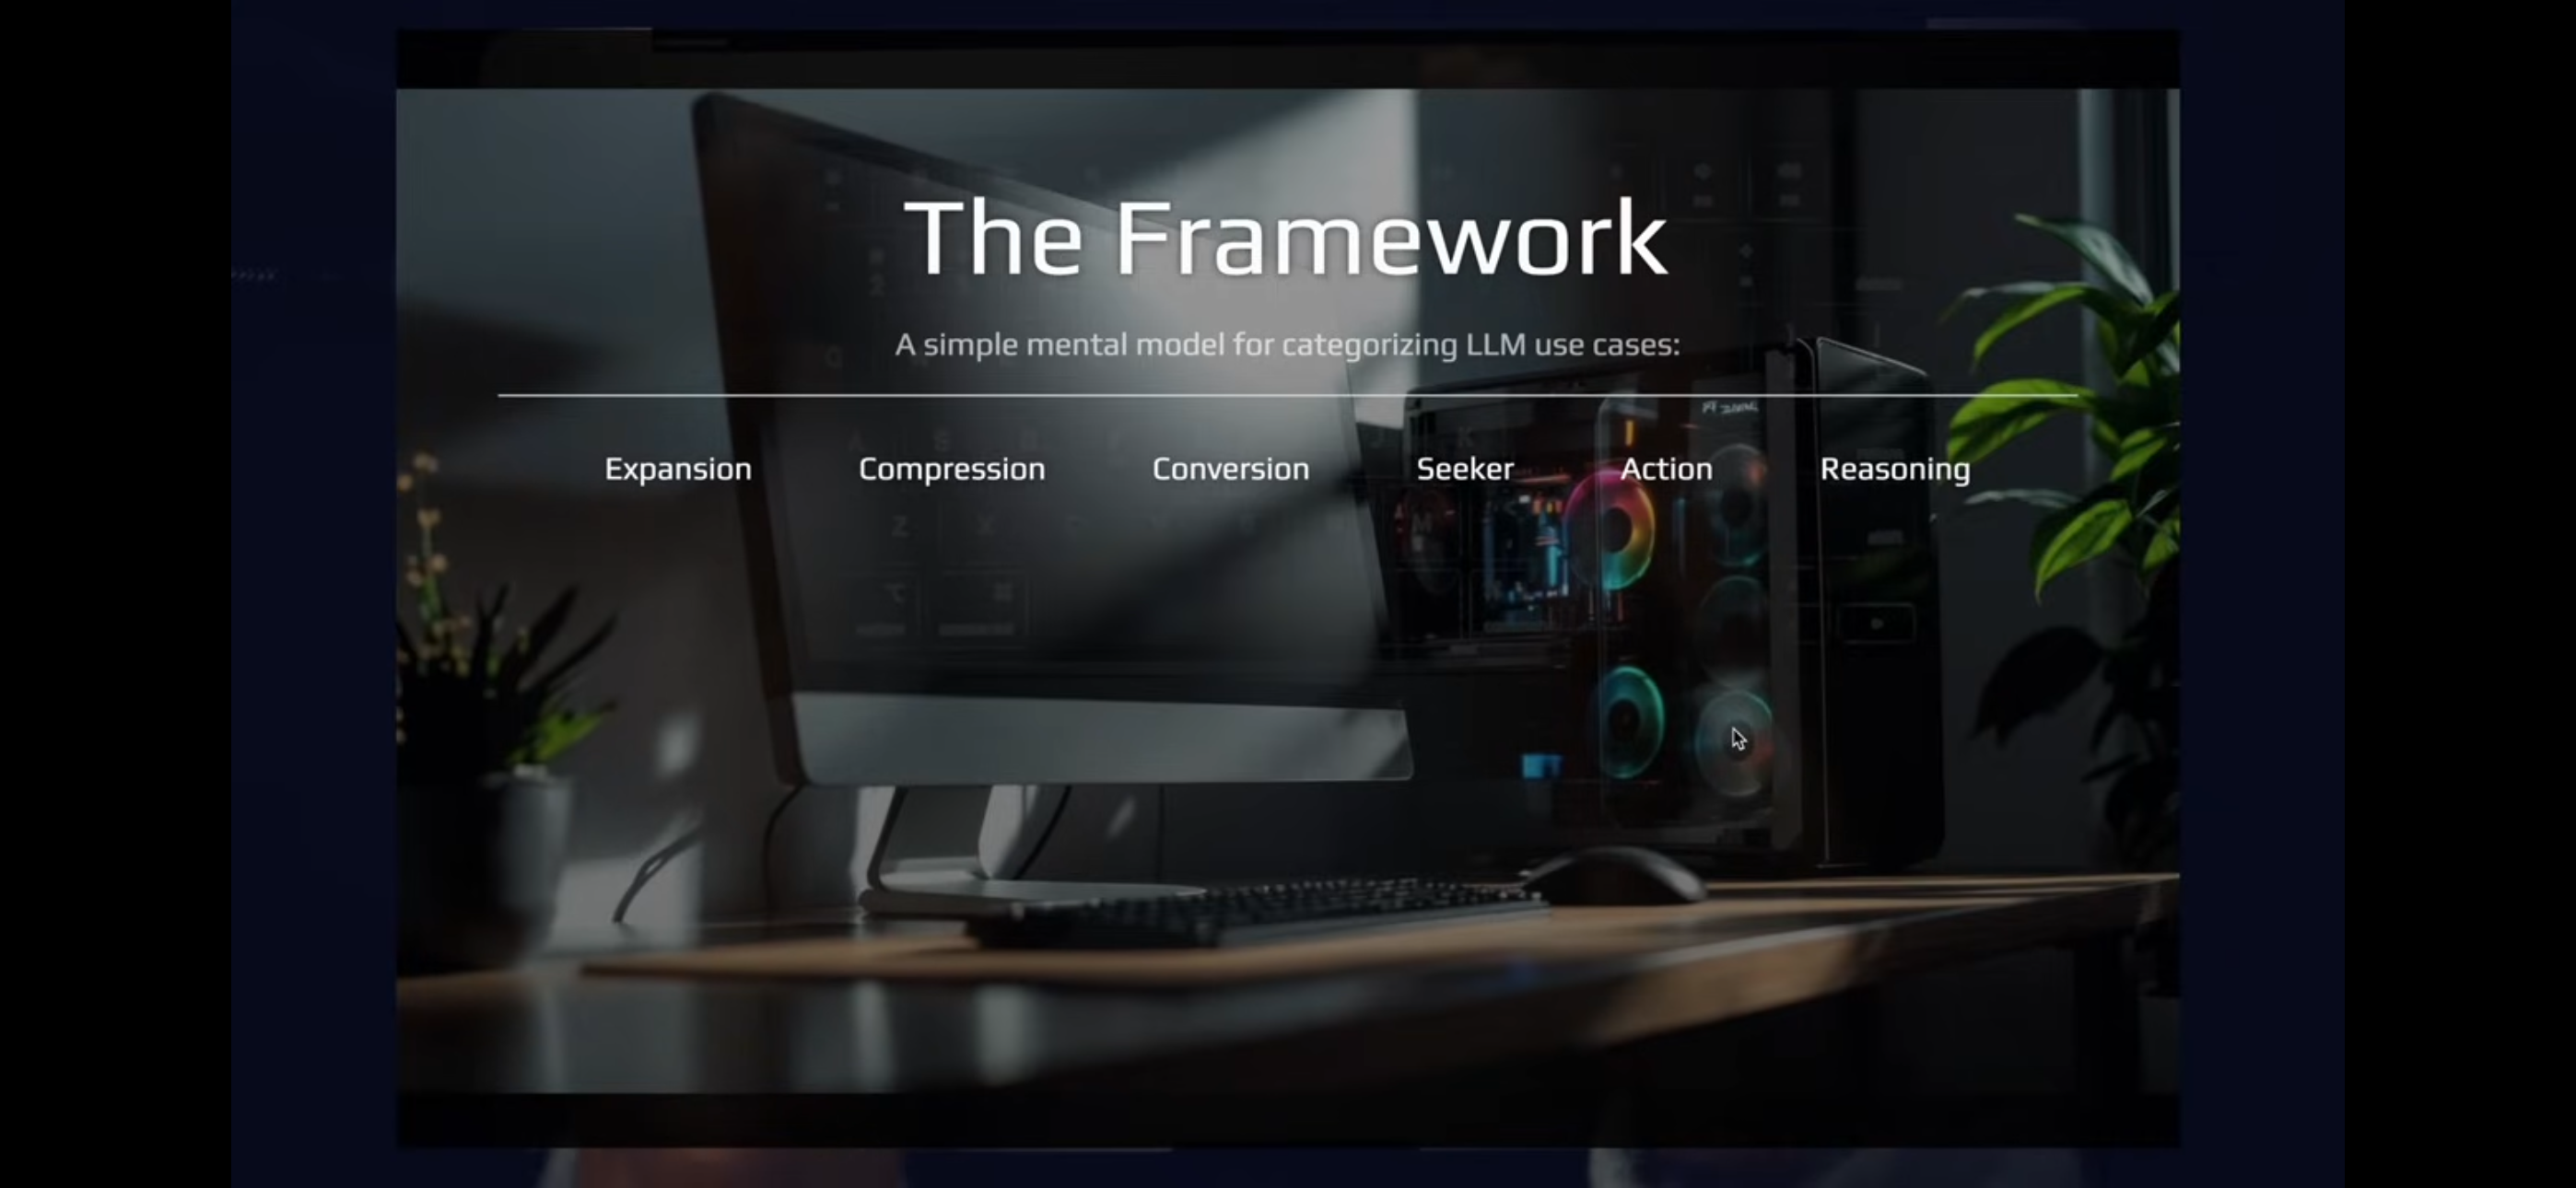 The Framework
A simple mental model for categorizing LLM use cases:
Expansion Compression Conversion Seeker Action Reasoning